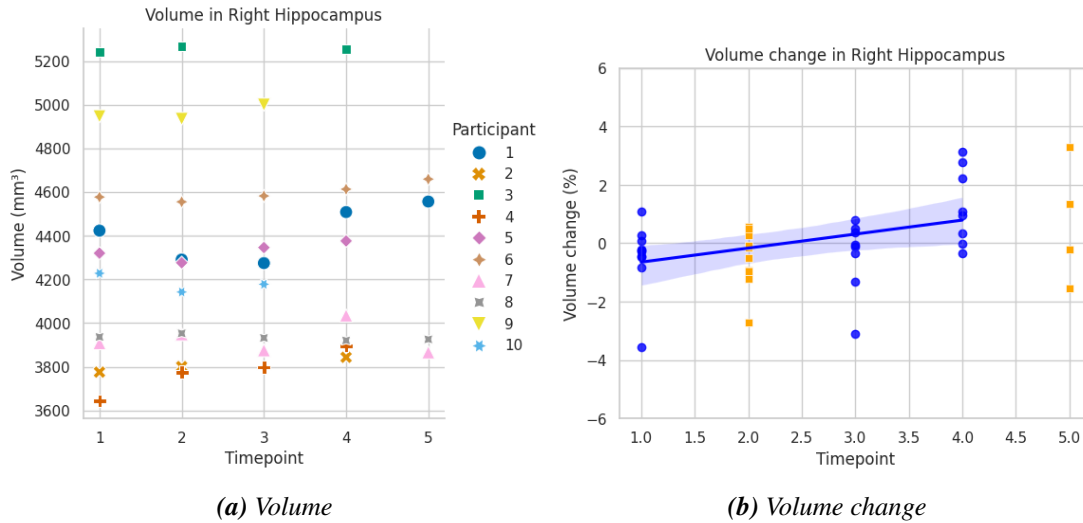 Volume in Right Hippocampus
Volume (mm³)
5200
5000
4800
4600
4400
4200
4000
3800
3600
1 2 3 4 5
Timepoint
Participant
1
2
3
4
5
6
7
8
9
10
(a) Volume
Volume change in Right Hippocampus
Volume change (%)
6
4
2
0
−2
−4
−6
1.0 1.5 2.0 2.5 3.0 3.5 4.0 4.5 5.0
Timepoint
(b) Volume change